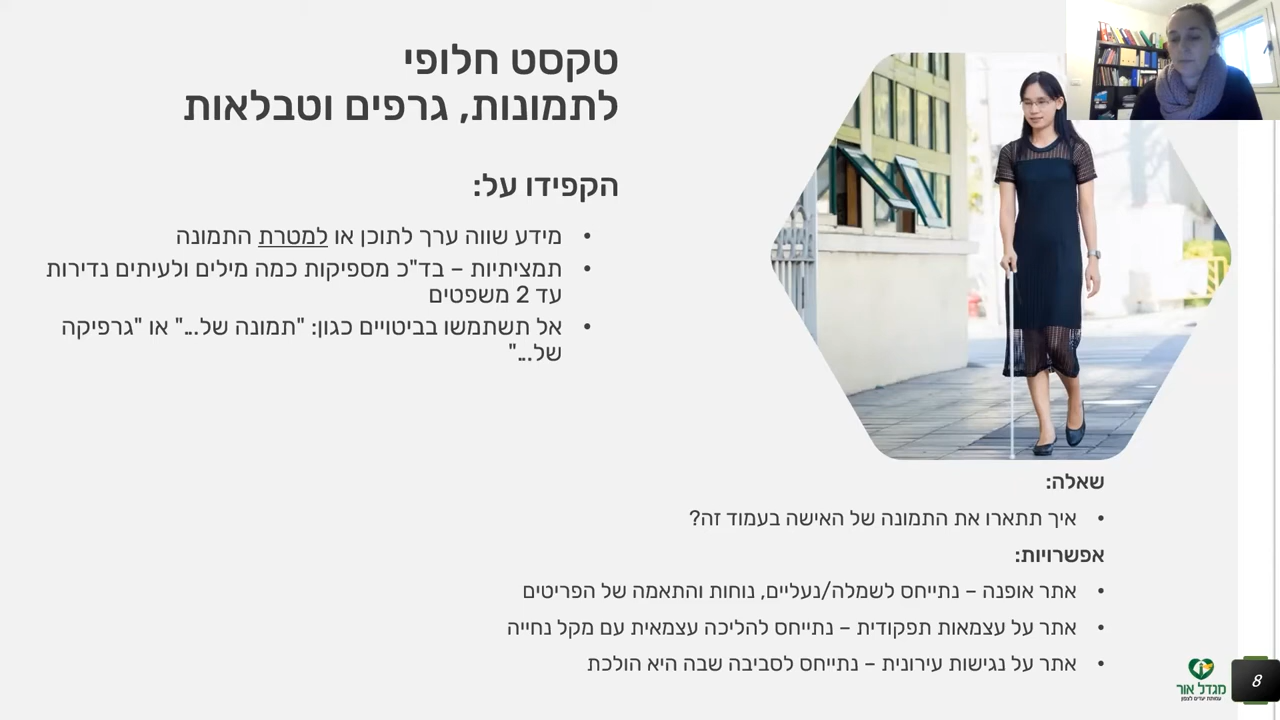 טקסט חלופי
לתמונות, גרפים וטבלאות
הקפידו על:
• מידע שווה ערך לתוכן או למטרת התמונה
• תמציתיות – בד"כ מספיקות כמה מילים ולעיתים נדירות
עד 2 משפטים
• אל תשתמשו בביטויים כגון: "תמונה של..." או "גרפיקה
של..."
שאלה:
• איך תתארו את התמונה של האישה בעמוד זה?
אפשרויות:
• אתר אופנה – נתייחס לשמלה/נעליים, נוחות והתאמה של הפריטים
• אתר על עצמאות תפקודית – נתייחס להליכה עצמאית עם מקל נחייה
• אתר על נגישות עירונית – נתייחס לסביבה שבה היא הולכת
מגדל אור
עמותת יעדים לצפון
8